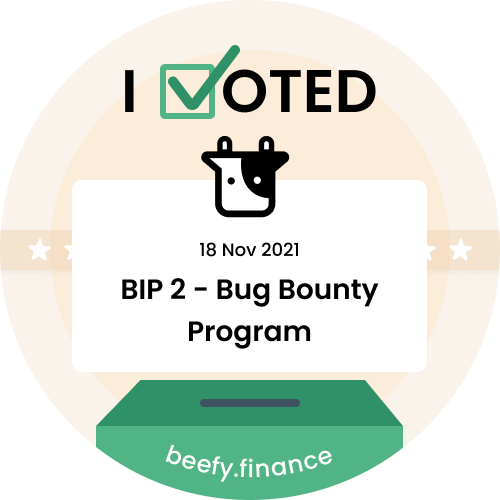 I VOTED
18 Nov 2021
BIP 2 - Bug Bounty
Program
beefy.finance